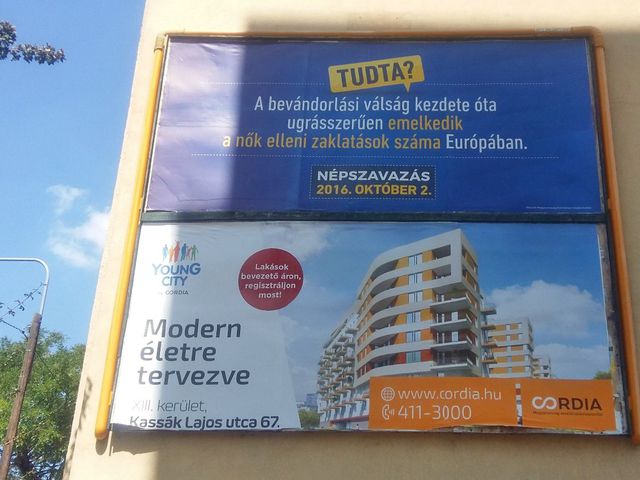 TUDTA?
A bevándorlási válság kezdete óta
ugrásszerűen emelkedik
a nők elleni zaklatások száma Európában.
NÉPSZAVAZÁS
2016. OKTÓBER 2.
YOUNG
CITY
by CORDIA
Lakások
bevezető áron,
regisztráljon
most!
Modern
életre
tervezve
XIII. kerület,
Kassák Lajos utca 67.
www.cordia.hu
411-3000
CORDIA